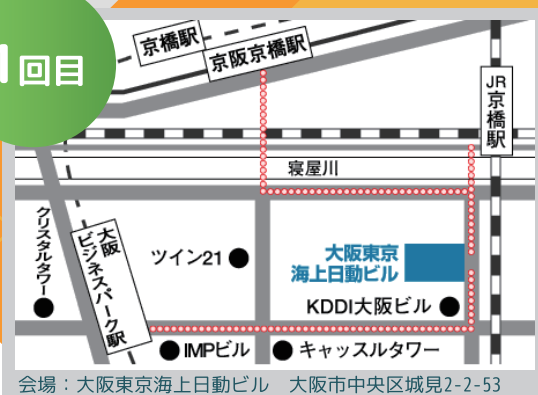 1回目
京橋駅
京阪京橋駅
JR京橋駅
寝屋川
クリスタルタワー
大阪ビジネスパーク駅
ツイン21
大阪東京
海上日動ビル
KDDI大阪ビル
IMPビル
キャッスルタワー
会場：大阪東京海上日動ビル　大阪市中央区城見2-2-53